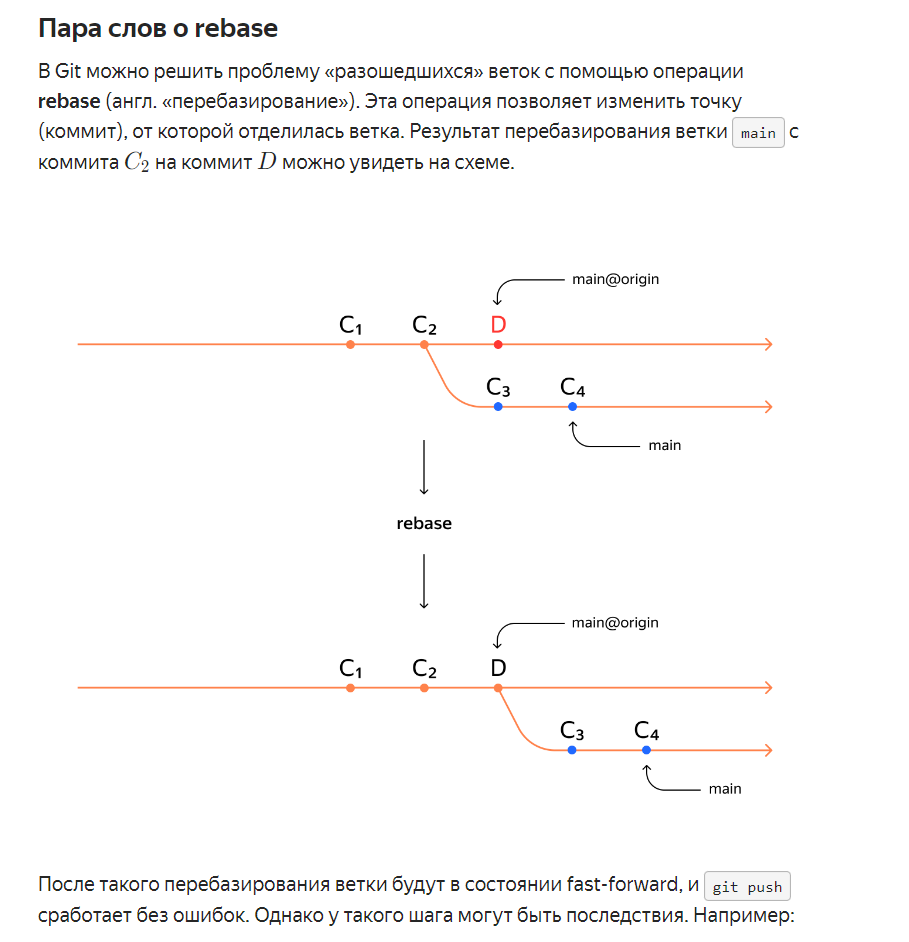 Пара слов о rebase
В Git можно решить проблему «разошедшихся» веток с помощью операции
rebase (англ. «перебазирование»). Эта операция позволяет изменить точку
(коммит), от которой отделилась ветка. Результат перебазирования ветки main с
коммита C₂ на коммит D можно увидеть на схеме.
main@origin
C₁ C₂ D
C₃ C₄
main
rebase
main@origin
C₁ C₂ D
C₃ C₄
main
После такого перебазирования ветки будут в состоянии fast-forward, и git push
сработает без ошибок. Однако у такого шага могут быть последствия. Например: